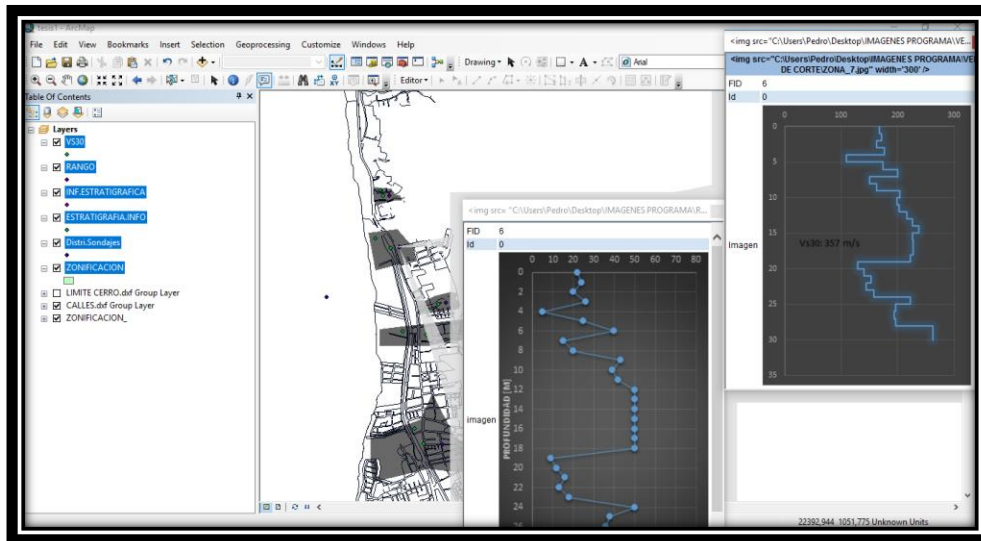 tesis1 - ArcMap
File Edit View Bookmarks Insert Selection Geoprocessing Customize Windows Help
Drawing
A
Arial
Editor
Table Of Contents
Layers
VS30
RANGO
INF.ESTRATIGRAFICA
ESTRATIGRAFIA.INFO
Distri.Sondajes
ZONIFICACION
LIMITE CERRO.dxf Group Layer
CALLES.dxf Group Layer
ZONIFICACION_
<img src= "C:\Users\Pedro\Desktop\IMAGENES PROGRAMA\R...
FID 6
Id 0
imagen
0 10 20 30 40 50 60 70 80
0
2
4
6
8
10
12
14
16
18
20
22
24
26
PROFUNDIDAD [M]
<img src="C:\Users\Pedro\Desktop\IMAGENES PROGRAMA\VE...
<img src="C:\Users\Pedro\Desktop\IMAGENES PROGRAMA\VE
DE CORTE\ZONA_7.jpg" width='300' />
FID 6
Id 0
Imagen
0 100 200 300
0
5
10
15
20
25
30
35
Vs30: 357 m/s
22392,944 1051,775 Unknown Units